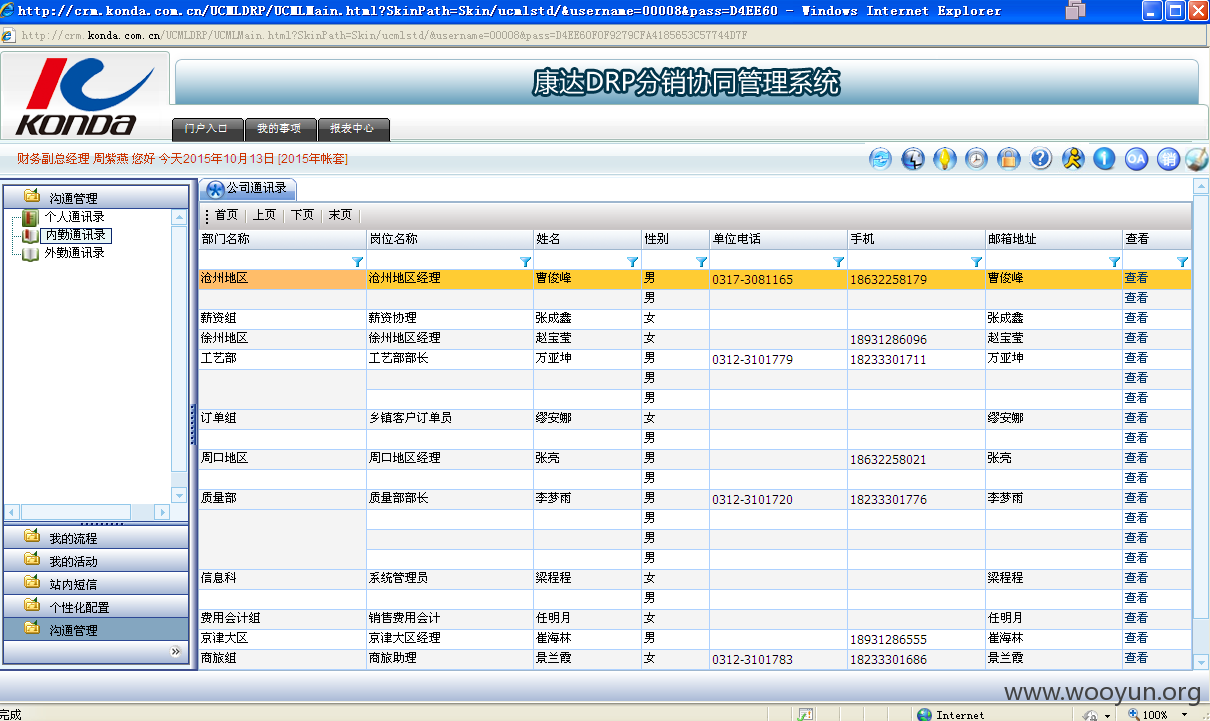 http://crm.konda.com.cn/UCMLDRP/UCMLMain.html?SkinPath=Skin/ucmlstd/&username=00008&pass=D4EE60 - Windows Internet Explorer
KONDA
康达DRP分销协同管理系统
门户入口 我的事项 报表中心
财务副总经理 周紫燕 您好 今天2015年10月13日 [2015年帐套]
OA 销
沟通管理
个人通讯录
内勤通讯录
外勤通讯录
我的流程
我的活动
站内短信
个性化配置
沟通管理
公司通讯录
首页 上页 下页 末页
部门名称 岗位名称 姓名 性别 单位电话 手机 邮箱地址 查看
沧州地区 沧州地区经理 曹俊峰 男 0317-3081165 18632258179 曹俊峰 查看
男 查看
薪资组 薪资协理 张成鑫 女 张成鑫 查看
徐州地区 徐州地区经理 赵宝莹 女 18931286096 赵宝莹 查看
工艺部 工艺部部长 万亚坤 男 0312-3101779 18233301711 万亚坤 查看
男 查看
男 查看
订单组 乡镇客户订单员 缪安娜 女 缪安娜 查看
男 查看
周口地区 周口地区经理 张亮 男 18632258021 张亮 查看
男 查看
质量部 质量部部长 李梦雨 男 0312-3101720 18233301776 李梦雨 查看
男 查看
男 查看
男 查看
信息科 系统管理员 梁程程 女 梁程程 查看
男 查看
费用会计组 销售费用会计 任明月 女 任明月 查看
京津大区 京津大区经理 崔海林 男 18931286555 崔海林 查看
商旅组 商旅助理 景兰霞 女 0312-3101783 18233301686 景兰霞 查看
www.wooyun.org
完成 Internet 100%